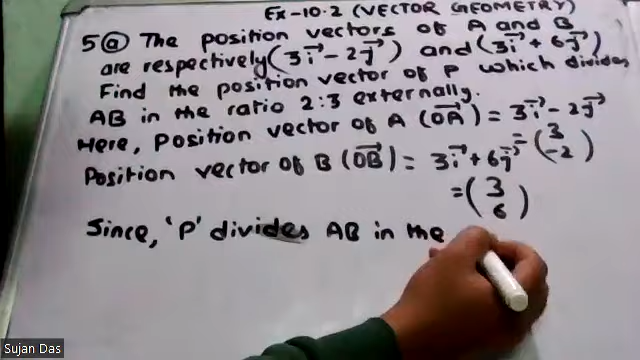 Ex-10.2 (VECTOR GEOMETRY)
5 ⓐ The position vectors of A and B
are respectively (3i⃗ - 2j⃗) and (3i⃗ + 6j⃗)
Find the position vector of P which divides
AB in the ratio 2:3 externally.
Here, Position vector of A (OA⃗) = 3i⃗ - 2j⃗
= (3 -2)
Position vector of B (OB⃗) = 3i⃗ + 6j⃗
= (3 6)
Since, 'P' divides AB in the
Sujan Das